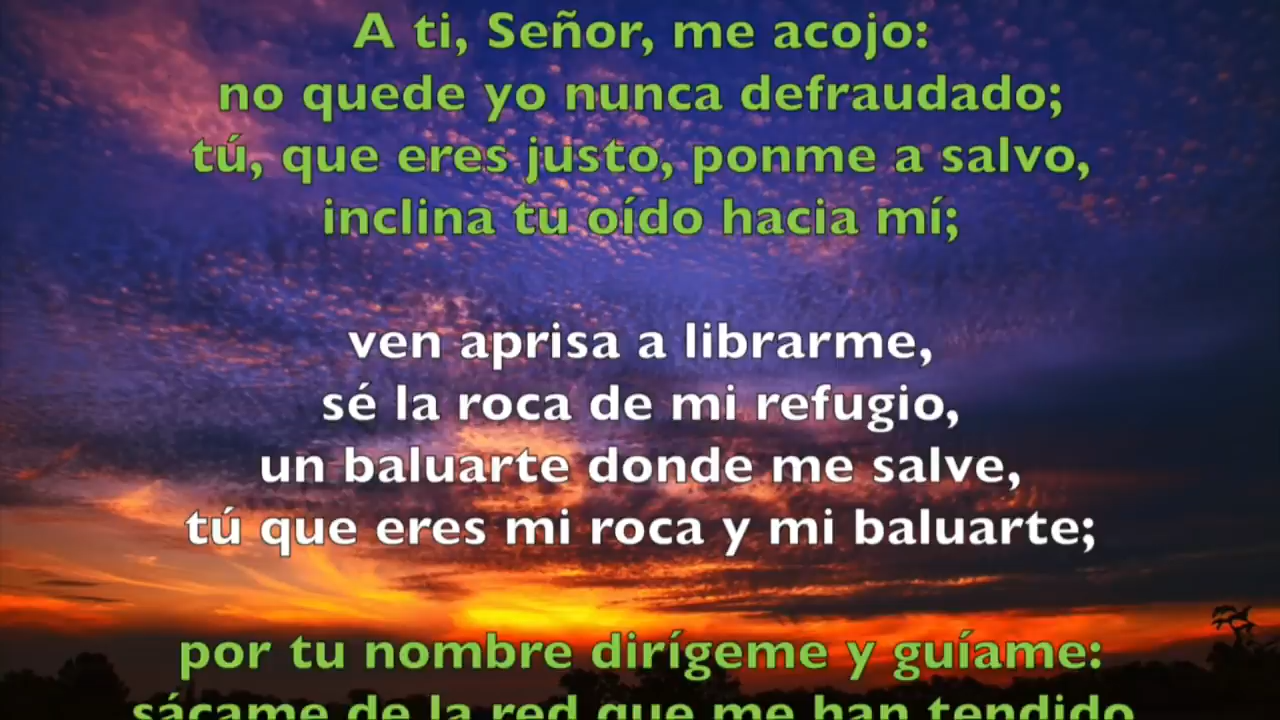 A ti, Señor, me acojo:
no quede yo nunca defraudado;
tú, que eres justo, ponme a salvo,
inclina tu oído hacia mí;
ven aprisa a librarme,
sé la roca de mi refugio,
un baluarte donde me salve,
tú que eres mi roca y mi baluarte;
por tu nombre dirígeme y guíame:
sácame de la red que me han tendido